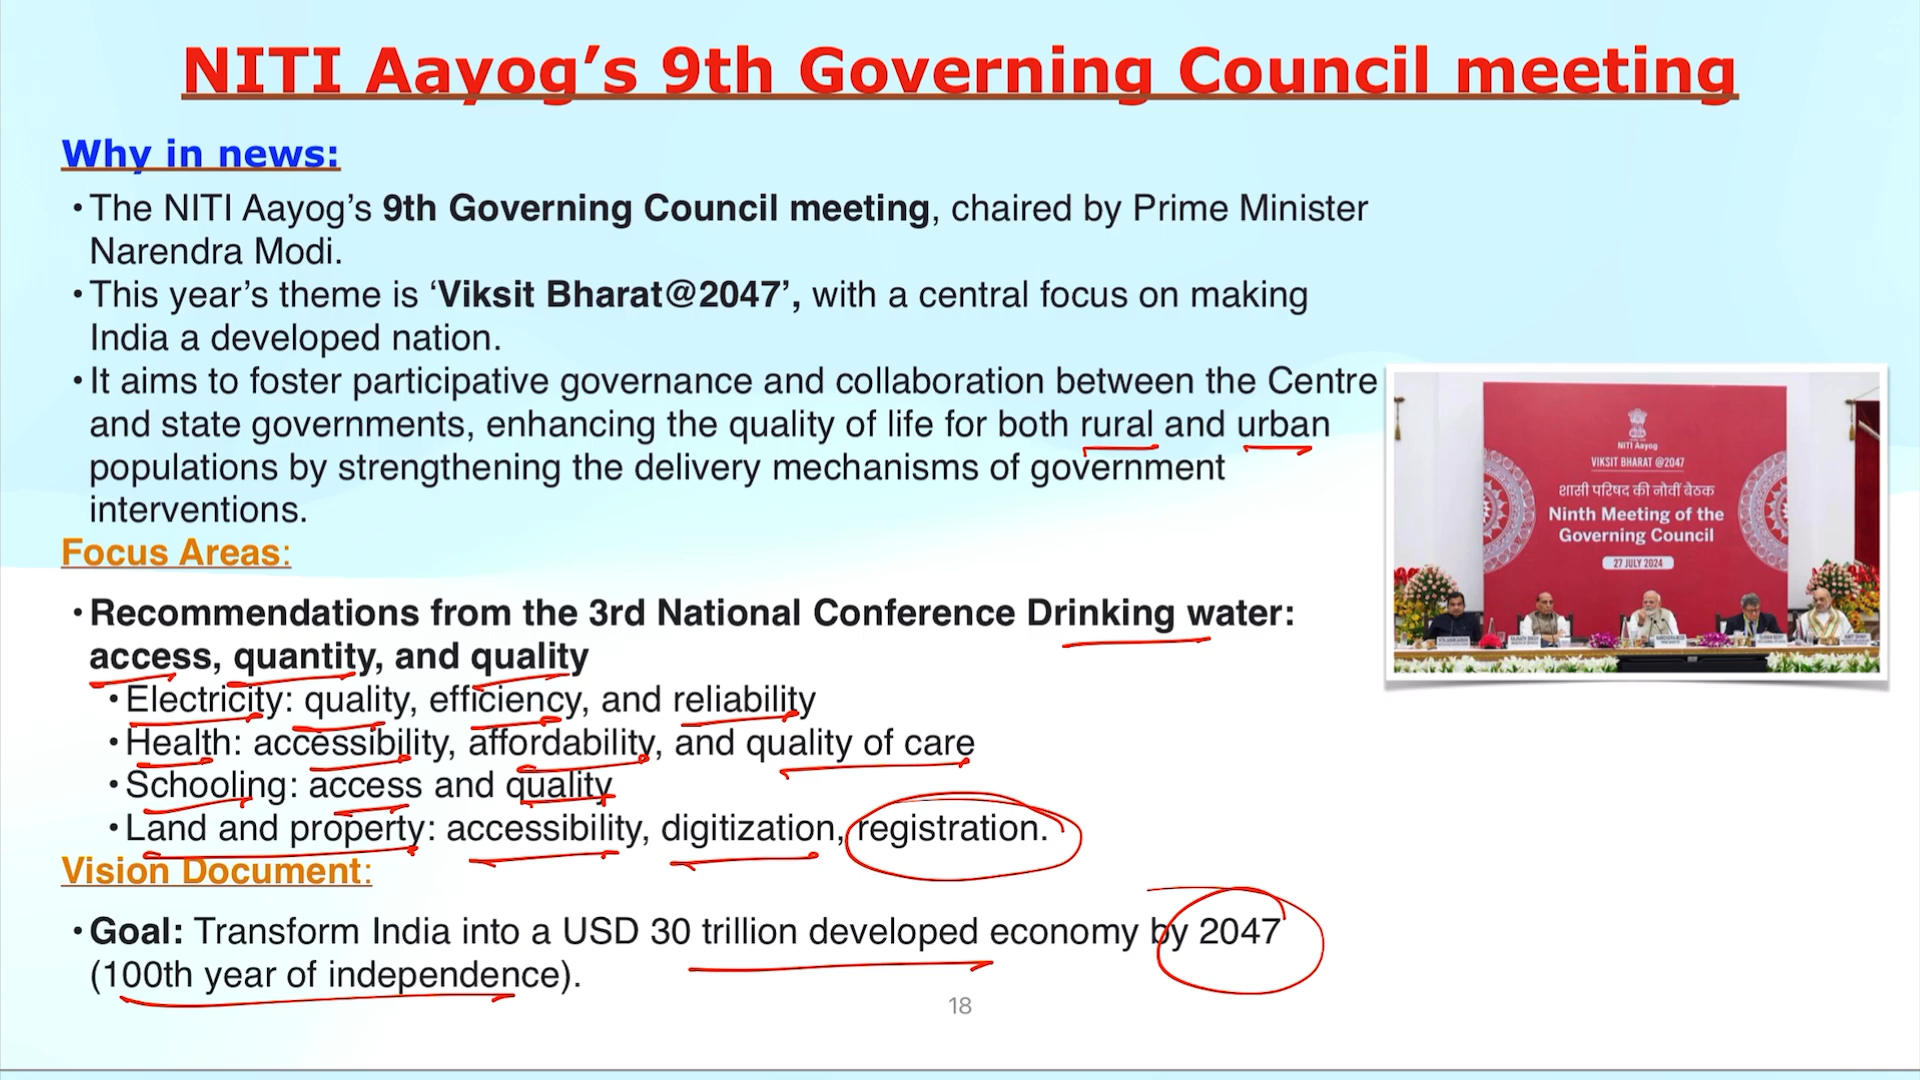 NITI Aayog’s 9th Governing Council meeting
Why in news:
•The NITI Aayog’s 9th Governing Council meeting, chaired by Prime Minister
Narendra Modi.
•This year’s theme is ‘Viksit Bharat@2047’, with a central focus on making
India a developed nation.
•It aims to foster participative governance and collaboration between the Centre
and state governments, enhancing the quality of life for both rural and urban
populations by strengthening the delivery mechanisms of government
interventions.
Focus Areas:
•Recommendations from the 3rd National Conference Drinking water:
access, quantity, and quality
•Electricity: quality, efficiency, and reliability
•Health: accessibility, affordability, and quality of care
•Schooling: access and quality
•Land and property: accessibility, digitization, registration.
Vision Document:
•Goal: Transform India into a USD 30 trillion developed economy by 2047
(100th year of independence).
18
NITI Aayog
VIKSIT BHARAT @2047
शासी परिषद की नौवीं बैठक
Ninth Meeting of the
Governing Council
27 JULY 2024